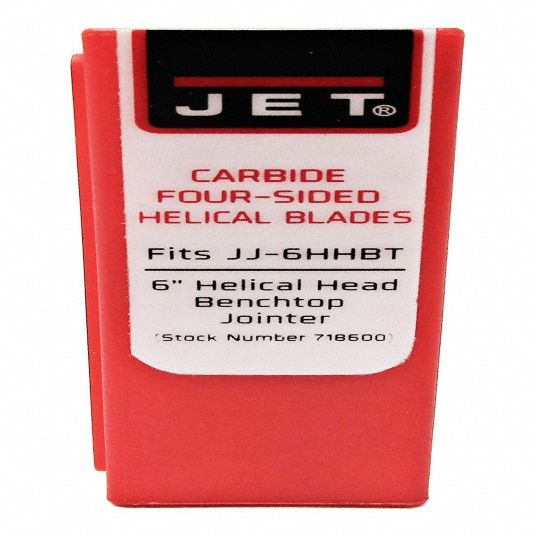 JET®
CARBIDE
FOUR-SIDED
HELICAL BLADES
Fits JJ-6HHBT
6" Helical Head
Benchtop
Jointer
(Stock Number 718600)